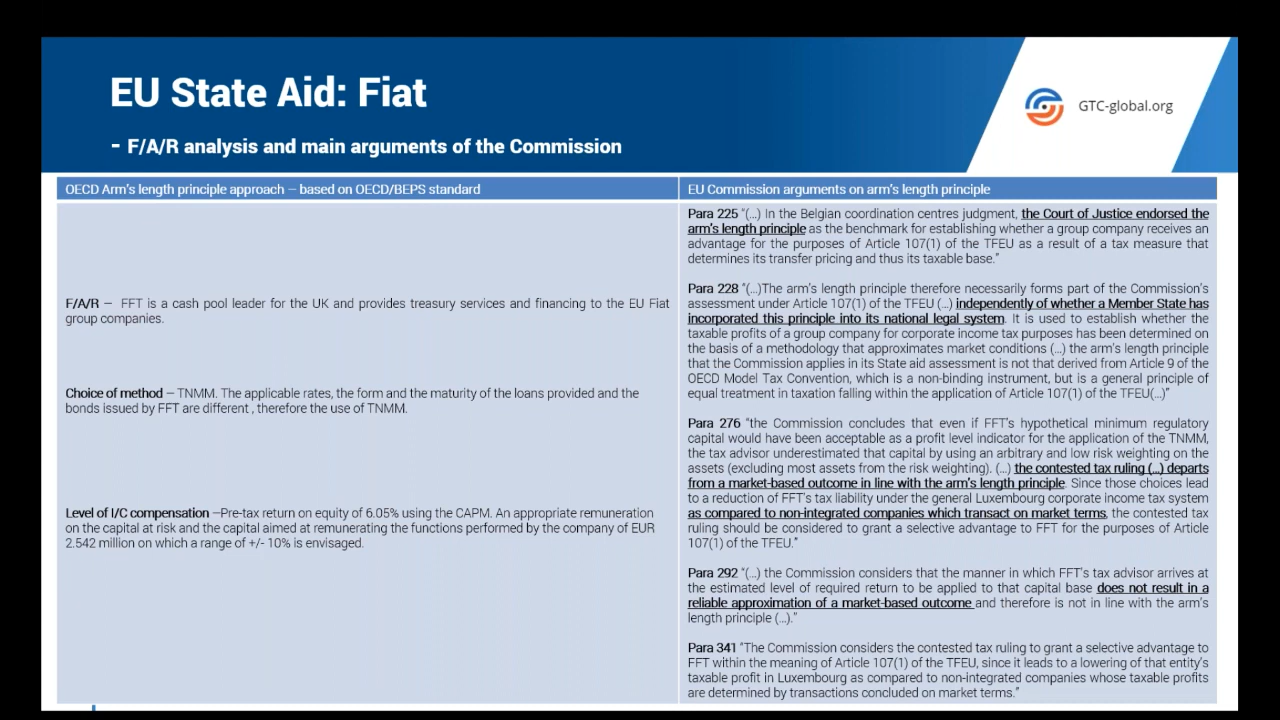 EU State Aid: Fiat
- F/A/R analysis and main arguments of the Commission
GTC-global.org
OECD Arm's length principle approach – based on OECD/BEPS standard
F/A/R – FFT is a cash pool leader for the UK and provides treasury services and financing to the EU Fiat
group companies.
Choice of method – TNMM. The applicable rates, the form and the maturity of the loans provided and the
bonds issued by FFT are different , therefore the use of TNMM.
Level of I/C compensation –Pre-tax return on equity of 6.05% using the CAPM. An appropriate remuneration
on the capital at risk and the capital aimed at remunerating the functions performed by the company of EUR
2.542 million on which a range of +/- 10% is envisaged.
EU Commission arguments on arm's length principle
Para 225 "(...) In the Belgian coordination centres judgment, the Court of Justice endorsed the
arm's length principle as the benchmark for establishing whether a group company receives an
advantage for the purposes of Article 107(1) of the TFEU as a result of a tax measure that
determines its transfer pricing and thus its taxable base."
Para 228 "(...)The arm's length principle therefore necessarily forms part of the Commission's
assessment under Article 107(1) of the TFEU (...) independently of whether a Member State has
incorporated this principle into its national legal system. It is used to establish whether the
taxable profits of a group company for corporate income tax purposes has been determined on
the basis of a methodology that approximates market conditions (...) the arm's length principle
that the Commission applies in its State aid assessment is not that derived from Article 9 of the
OECD Model Tax Convention, which is a non-binding instrument, but is a general principle of
equal treatment in taxation falling within the application of Article 107(1) of the TFEU(...)"
Para 276 "the Commission concludes that even if FFT's hypothetical minimum regulatory
capital would have been acceptable as a profit level indicator for the application of the TNMM,
the tax advisor underestimated that capital by using an arbitrary and low risk weighting on the
assets (excluding most assets from the risk weighting). (...) the contested tax ruling (...) departs
from a market-based outcome in line with the arm's length principle. Since those choices lead
to a reduction of FFT's tax liability under the general Luxembourg corporate income tax system
as compared to non-integrated companies which transact on market terms, the contested tax
ruling should be considered to grant a selective advantage to FFT for the purposes of Article
107(1) of the TFEU."
Para 292 "(...) the Commission considers that the manner in which FFT's tax advisor arrives at
the estimated level of required return to be applied to that capital base does not result in a
reliable approximation of a market-based outcome and therefore is not in line with the arm's
length principle (...)."
Para 341 "The Commission considers the contested tax ruling to grant a selective advantage to
FFT within the meaning of Article 107(1) of the TFEU, since it leads to a lowering of that entity's
taxable profit in Luxembourg as compared to non-integrated companies whose taxable profits
are determined by transactions concluded on market terms."